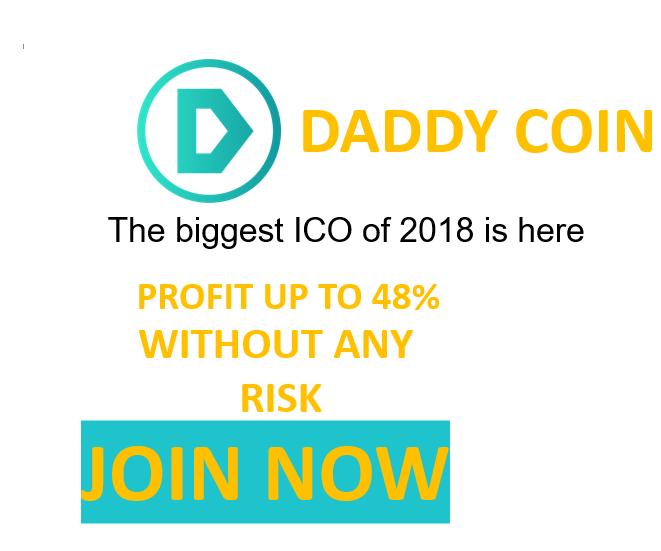 DADDY COIN
The biggest ICO of 2018 is here
PROFIT UP TO 48%
WITHOUT ANY
RISK
JOIN NOW